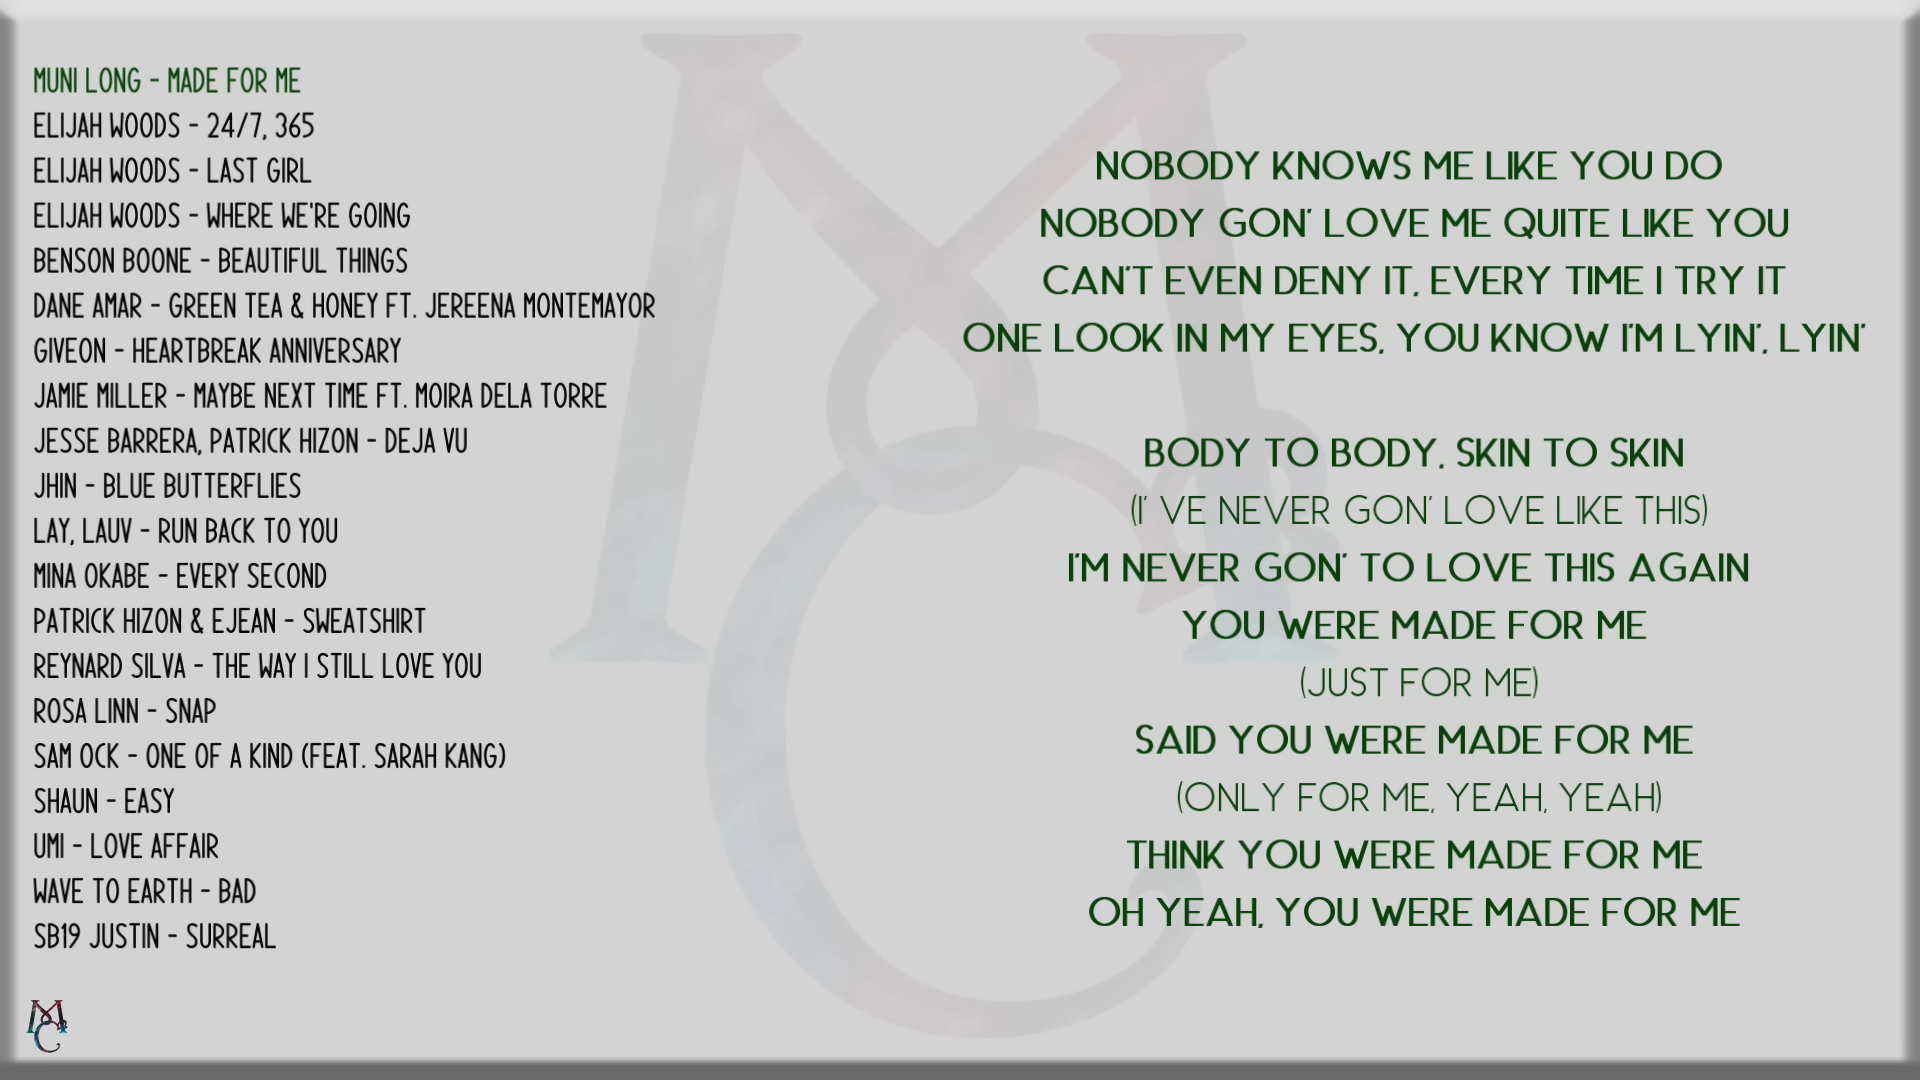 MUNI LONG - MADE FOR ME
ELIJAH WOODS - 24/7, 365
ELIJAH WOODS - LAST GIRL
ELIJAH WOODS - WHERE WE'RE GOING
BENSON BOONE - BEAUTIFUL THINGS
DANE AMAR - GREEN TEA & HONEY FT. JEREENA MONTEMAYOR
GIVEON - HEARTBREAK ANNIVERSARY
JAMIE MILLER - MAYBE NEXT TIME FT. MOIRA DELA TORRE
JESSE BARRERA, PATRICK HIZON - DEJA VU
JHIN - BLUE BUTTERFLIES
LAY, LAUV - RUN BACK TO YOU
MINA OKABE - EVERY SECOND
PATRICK HIZON & EJEAN - SWEATSHIRT
REYNARD SILVA - THE WAY I STILL LOVE YOU
ROSA LINN - SNAP
SAM OCK - ONE OF A KIND (FEAT. SARAH KANG)
SHAUN - EASY
UMI - LOVE AFFAIR
WAVE TO EARTH - BAD
SB19 JUSTIN - SURREAL
MC
NOBODY KNOWS ME LIKE YOU DO
NOBODY GON' LOVE ME QUITE LIKE YOU
CAN'T EVEN DENY IT, EVERY TIME I TRY IT
ONE LOOK IN MY EYES, YOU KNOW I'M LYIN', LYIN'
BODY TO BODY, SKIN TO SKIN
(I' VE NEVER GON' LOVE LIKE THIS)
I'M NEVER GON' TO LOVE THIS AGAIN
YOU WERE MADE FOR ME
(JUST FOR ME)
SAID YOU WERE MADE FOR ME
(ONLY FOR ME, YEAH, YEAH)
THINK YOU WERE MADE FOR ME
OH YEAH, YOU WERE MADE FOR ME